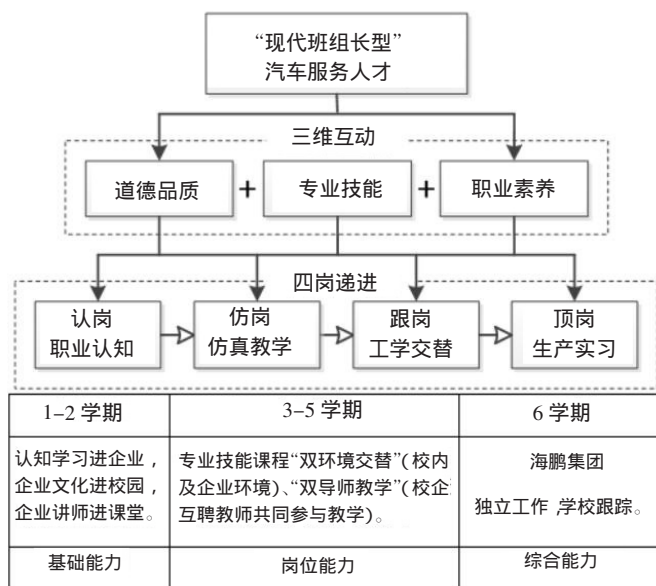 “现代班组长型”
汽车服务人才
三维互动
道德品质 + 专业技能 + 职业素养
四岗递进
认岗
职业认知
仿岗
仿真教学
跟岗
工学交替
顶岗
生产实习
1–2 学期
3–5 学期
6 学期
认知学习进企业，
企业文化进校园，
企业讲师进课堂。
专业技能课程“双环境交替”（校内
及企业环境）、“双导师教学”（校企
互聘教师共同参与教学）。
海鹏集团
独立工作，学校跟踪。
基础能力
岗位能力
综合能力